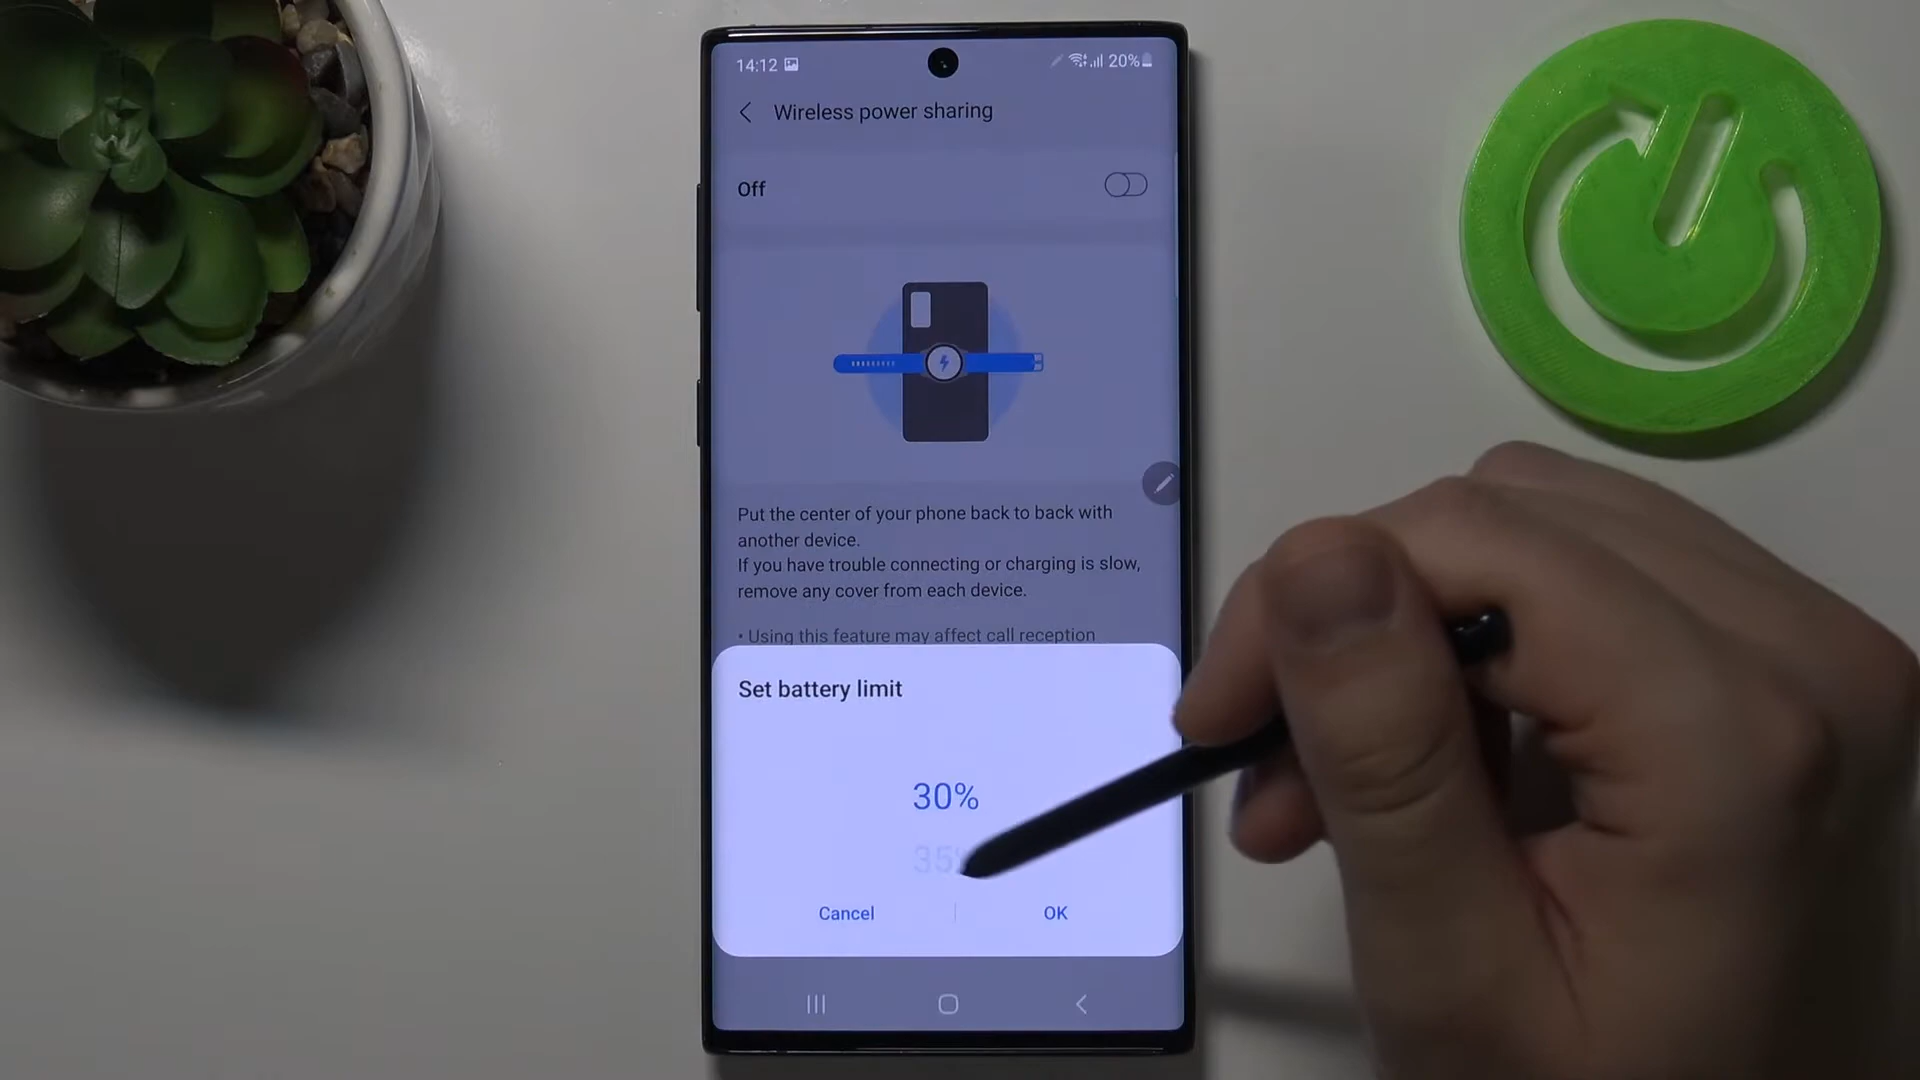 14:12
20%
Wireless power sharing
Off
Put the center of your phone back to back with
another device.
If you have trouble connecting or charging is slow,
remove any cover from each device.
• Using this feature may affect call reception
Set battery limit
30%
35%
Cancel
OK